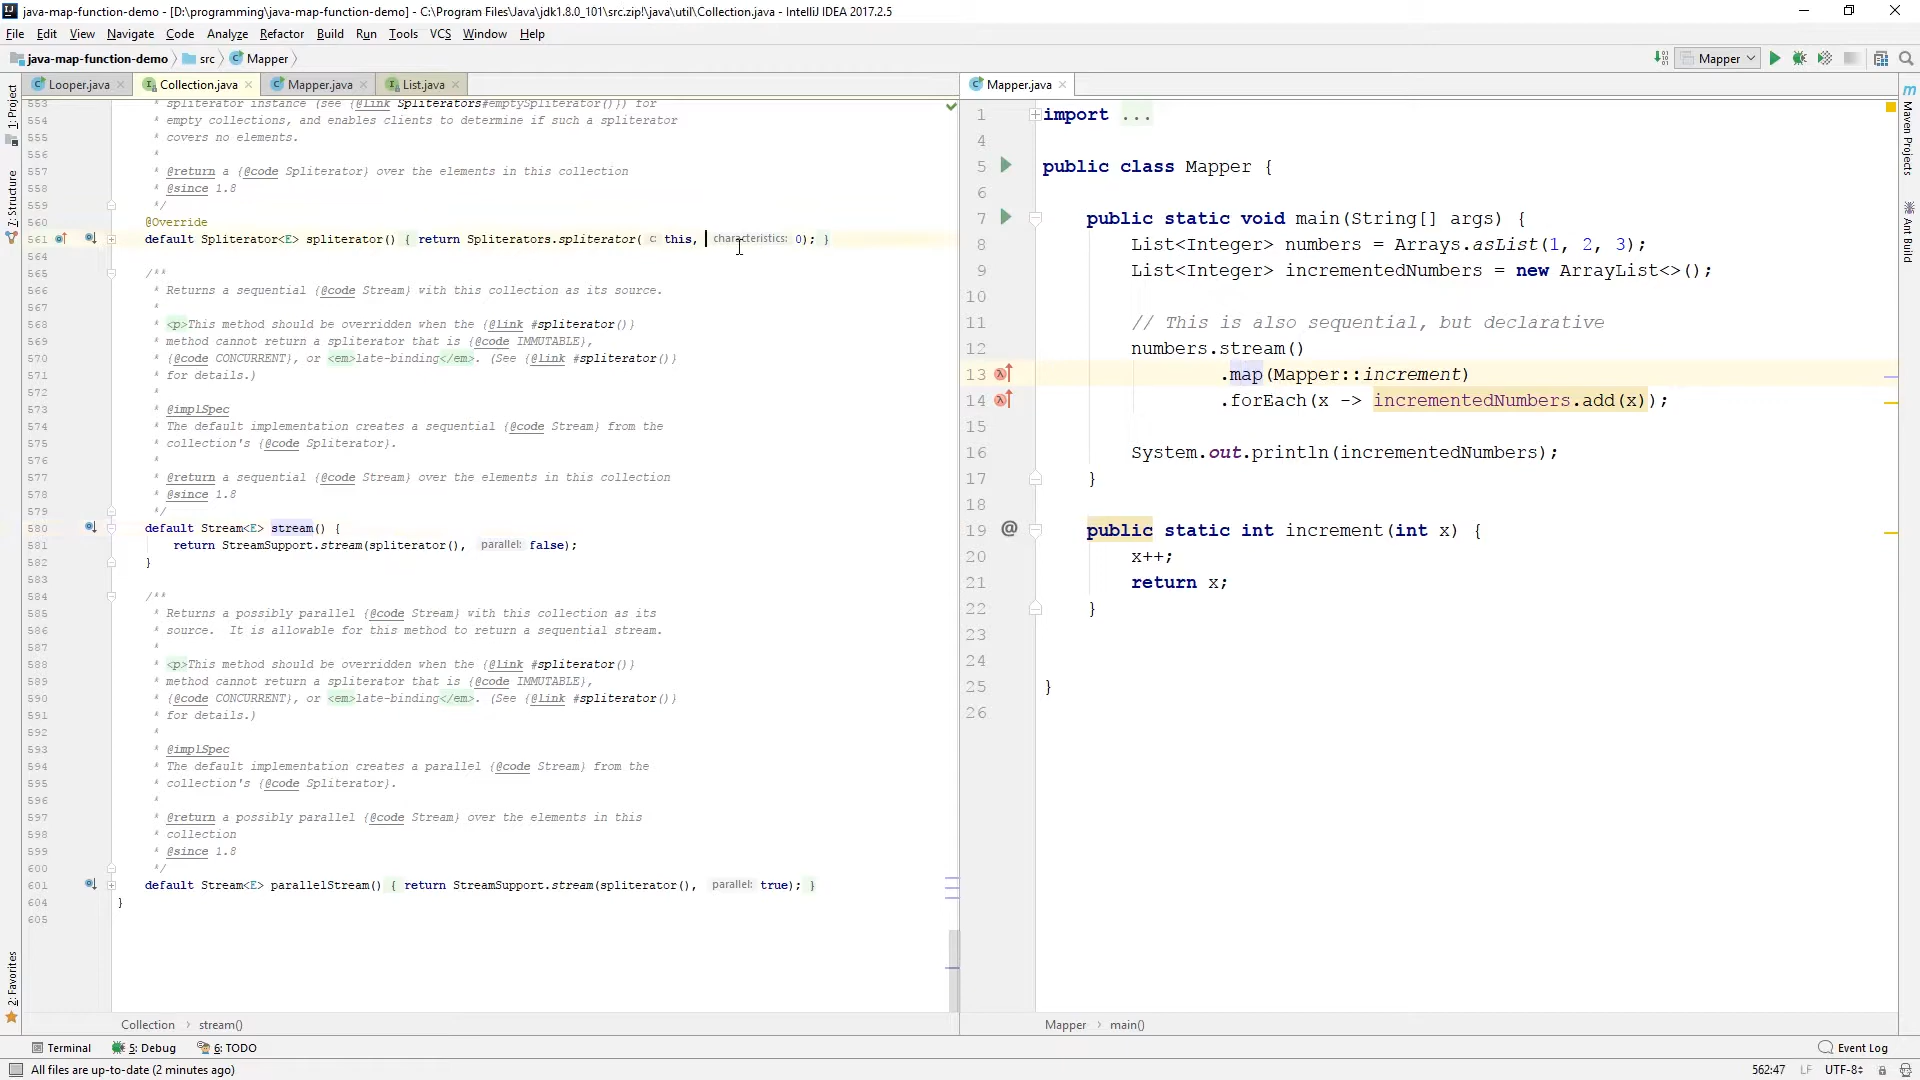 java-map-function-demo - [D:\programming\java-map-function-demo] - C:\Program Files\Java\jdk1.8.0_101\src.zip!\java\util\Collection.java - IntelliJ IDEA 2017.2.5
File Edit View Navigate Code Analyze Refactor Build Run Tools VCS Window Help
java-map-function-demo src Mapper
Mapper
Looper.java Collection.java Mapper.java List.java
1: Project
7: Structure
2: Favorites
553 * spliterator instance (see {@link Spliterators#emptySpliterator()}) for
554 * empty collections, and enables clients to determine if such a spliterator
555 * covers no elements.
556 *
557 * @return a {@code Spliterator} over the elements in this collection
558 * @since 1.8
559 */
560 @Override
561 default Spliterator<E> spliterator() { return Spliterators.spliterator( c this, characteristics: 0); }
564
565 /**
566 * Returns a sequential {@code Stream} with this collection as its source.
567 *
568 * <p>This method should be overridden when the {@link #spliterator()}
569 * method cannot return a spliterator that is {@code IMMUTABLE},
570 * {@code CONCURRENT}, or <em>late-binding</em>. (See {@link #spliterator()}
571 * for details.)
572 *
573 * @implSpec
574 * The default implementation creates a sequential {@code Stream} from the
575 * collection's {@code Spliterator}.
576 *
577 * @return a sequential {@code Stream} over the elements in this collection
578 * @since 1.8
579 */
580 default Stream<E> stream() {
581 return StreamSupport.stream(spliterator(), parallel: false);
582 }
583
584 /**
585 * Returns a possibly parallel {@code Stream} with this collection as its
586 * source. It is allowable for this method to return a sequential stream.
587 *
588 * <p>This method should be overridden when the {@link #spliterator()}
589 * method cannot return a spliterator that is {@code IMMUTABLE},
590 * {@code CONCURRENT}, or <em>late-binding</em>. (See {@link #spliterator()}
591 * for details.)
592 *
593 * @implSpec
594 * The default implementation creates a parallel {@code Stream} from the
595 * collection's {@code Spliterator}.
596 *
597 * @return a possibly parallel {@code Stream} over the elements in this
598 * collection
599 * @since 1.8
600 */
601 default Stream<E> parallelStream() { return StreamSupport.stream(spliterator(), parallel: true); }
604 }
605
Collection stream()
Mapper.java
1 import ...
4
5 public class Mapper {
6
7 public static void main(String[] args) {
8 List<Integer> numbers = Arrays.asList(1, 2, 3);
9 List<Integer> incrementedNumbers = new ArrayList<>();
10
11 // This is also sequential, but declarative
12 numbers.stream()
13 .map(Mapper::increment)
14 .forEach(x -> incrementedNumbers.add(x));
15
16 System.out.println(incrementedNumbers);
17 }
18
19 @ public static int increment(int x) {
20 x++;
21 return x;
22 }
23
24
25 }
26
Mapper main()
m Maven Projects
Ant Build
Terminal 5: Debug 6: TODO Event Log
All files are up-to-date (2 minutes ago) 562:47 LF UTF-8